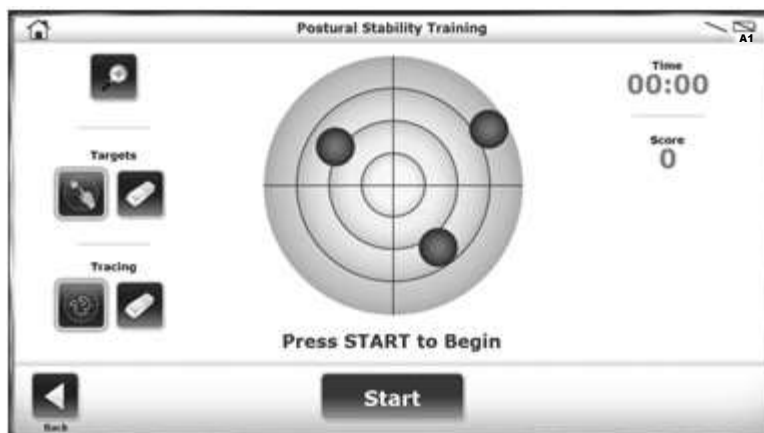 Postural Stability Training
A1
Time
00:00
Targets
Score
0
Tracing
Press START to Begin
Start
Back